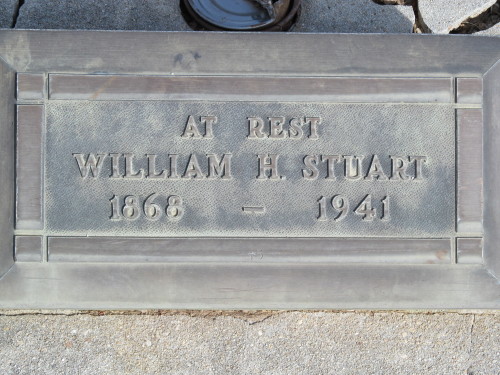 AT REST
WILLIAM H. STUART
1868 – 1941